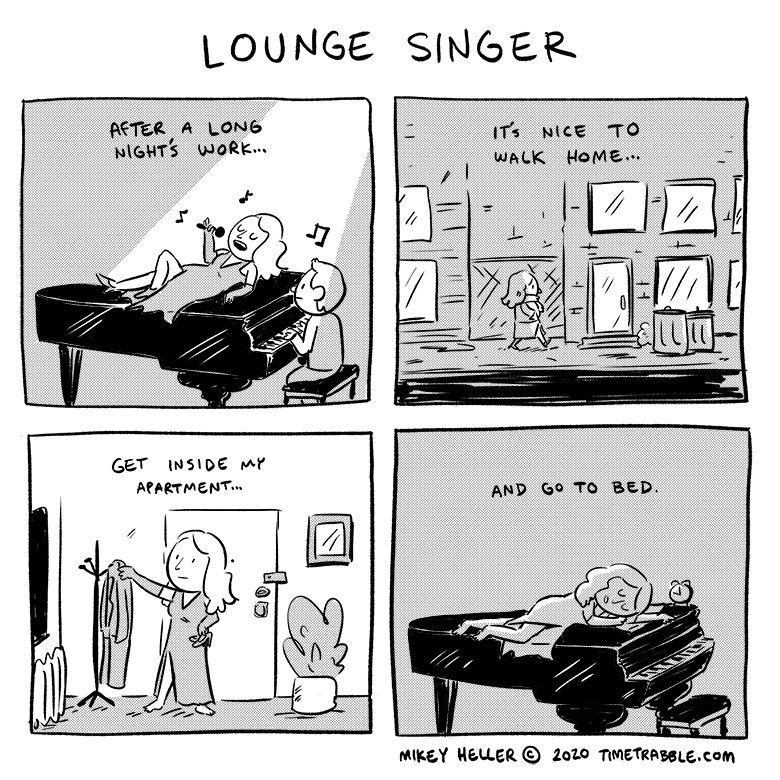 LOUNGE SINGER
AFTER A LONG
NIGHT'S WORK...
IT'S NICE TO
WALK HOME...
GET INSIDE MY
APARTMENT...
AND GO TO BED.
MIKEY HELLER © 2020 TIMETRABBLE.COM